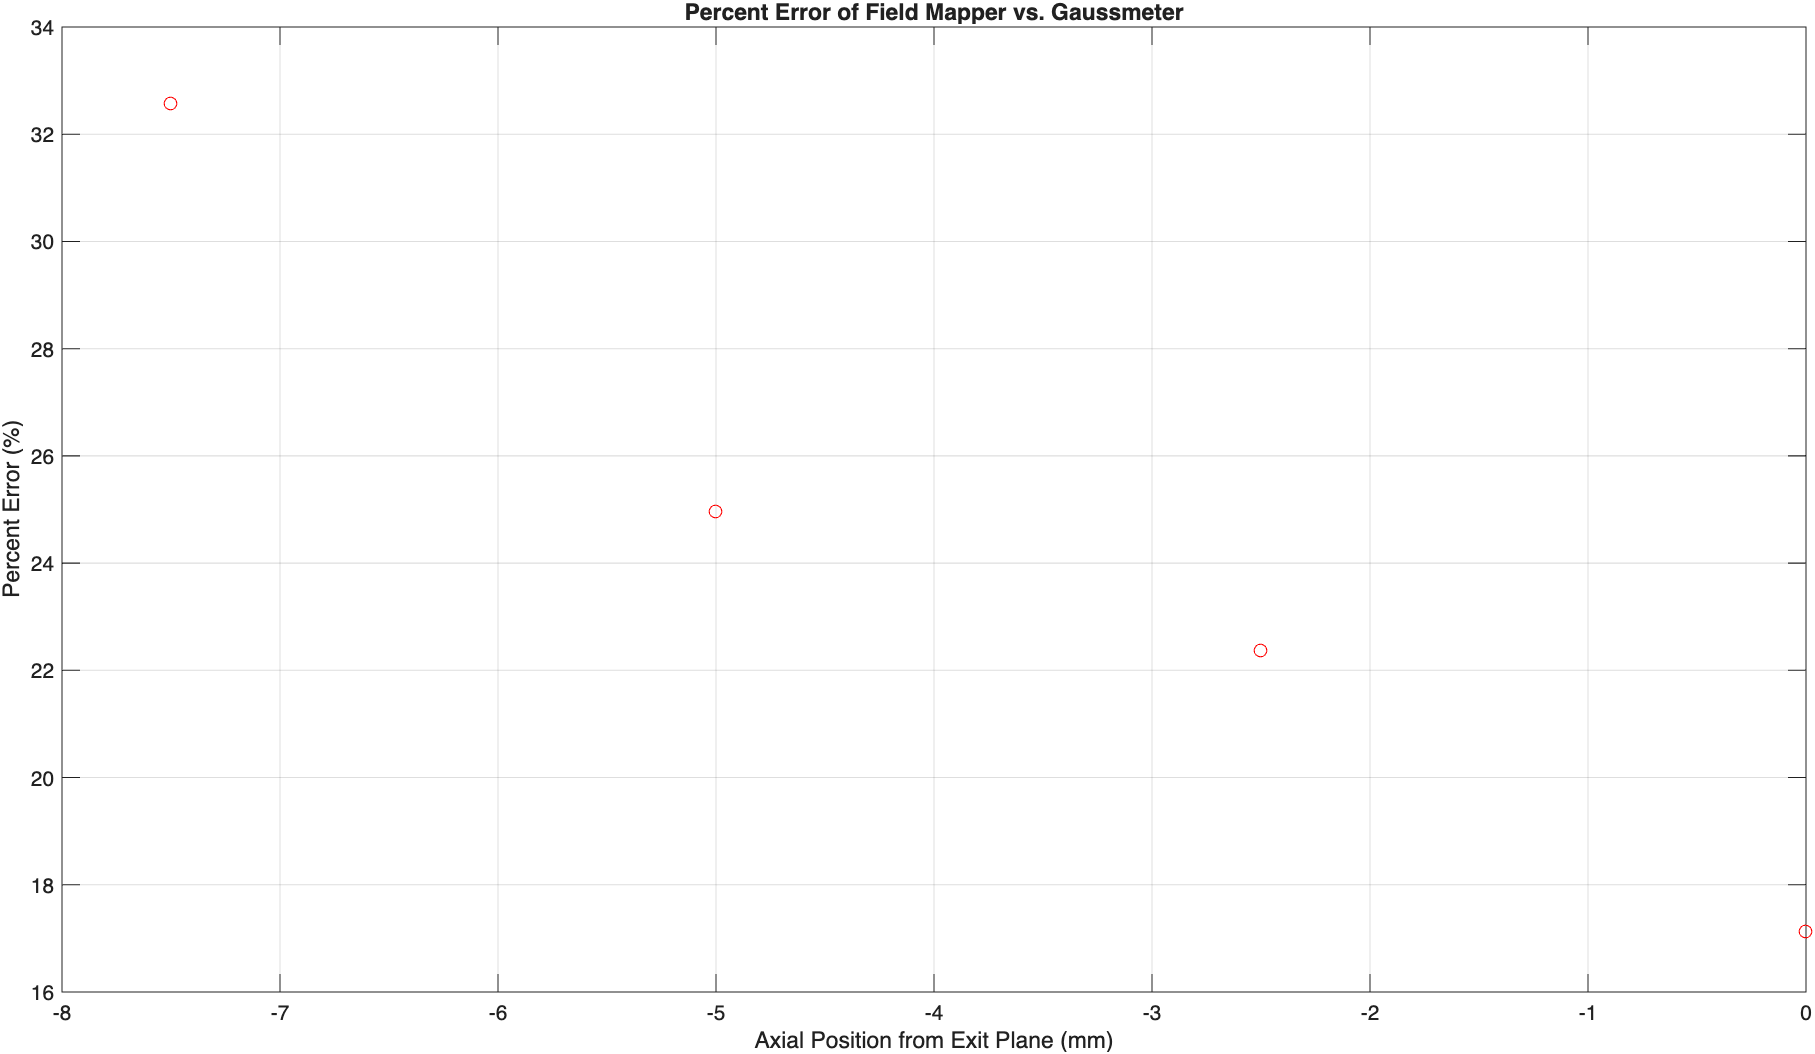 Percent Error of Field Mapper vs. Gaussmeter
34
32
30
28
26
24
22
20
18
16
Percent Error (%)
-8 -7 -6 -5 -4 -3 -2 -1 0
Axial Position from Exit Plane (mm)